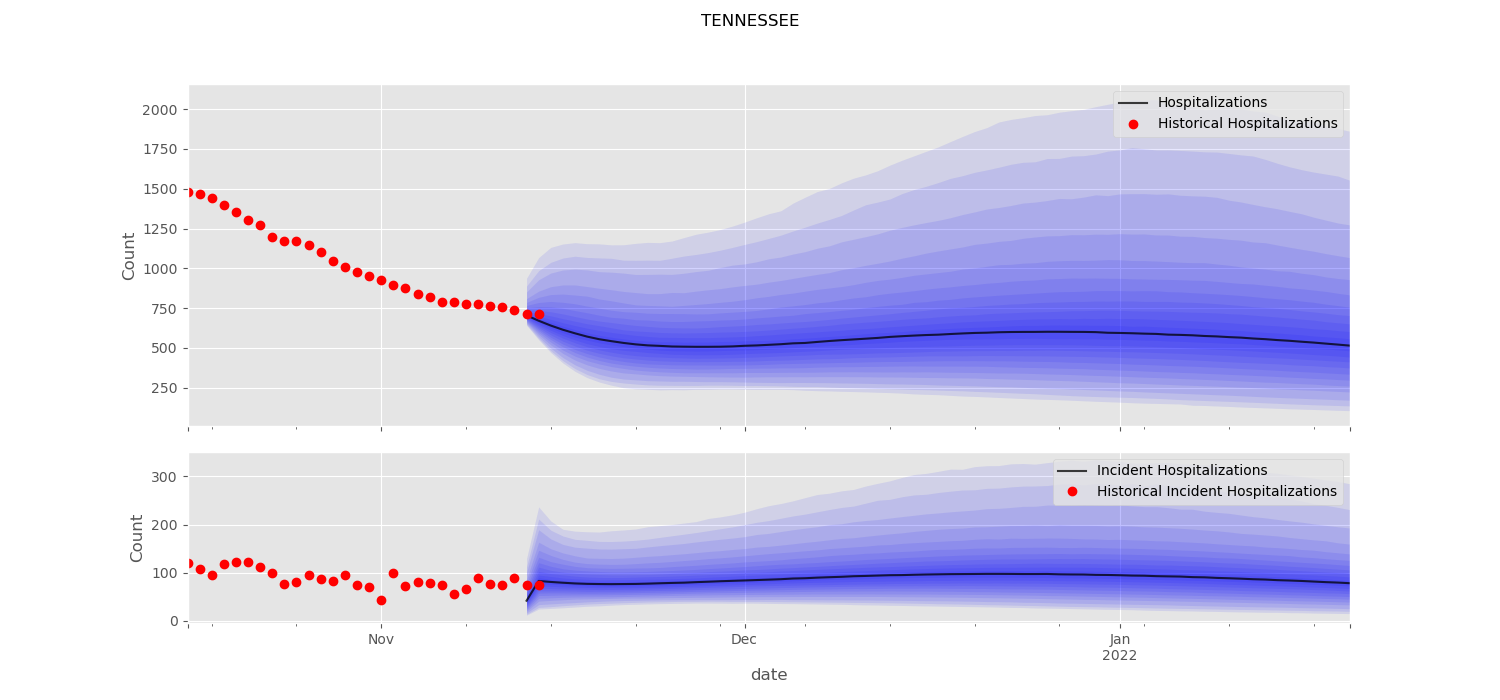 TENNESSEE
2000
1750
1500
1250
1000
750
500
250
Count
Hospitalizations
Historical Hospitalizations
300
200
100
0
Count
Incident Hospitalizations
Historical Incident Hospitalizations
Nov
Dec
Jan
2022
date